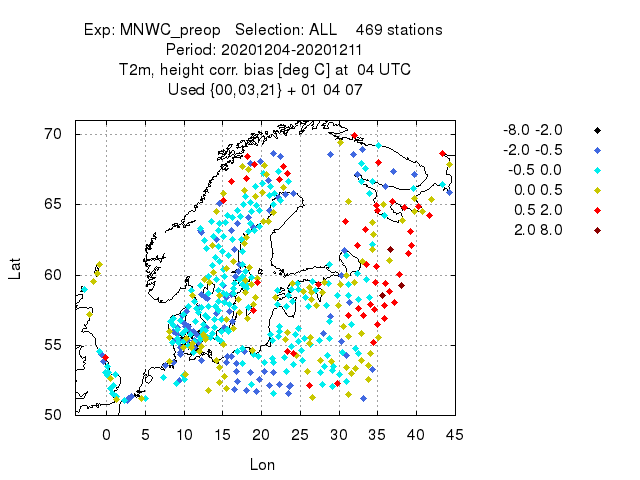 Exp: MNWC_preop   Selection: ALL    469 stations
Period: 20201204-20201211
T2m, height corr. bias [deg C] at  04 UTC
Used {00,03,21} + 01 04 07
70
65
60
55
50
Lat
0 5 10 15 20 25 30 35 40 45
Lon
-8.0 -2.0
-2.0 -0.5
-0.5 0.0
0.0 0.5
0.5 2.0
2.0 8.0